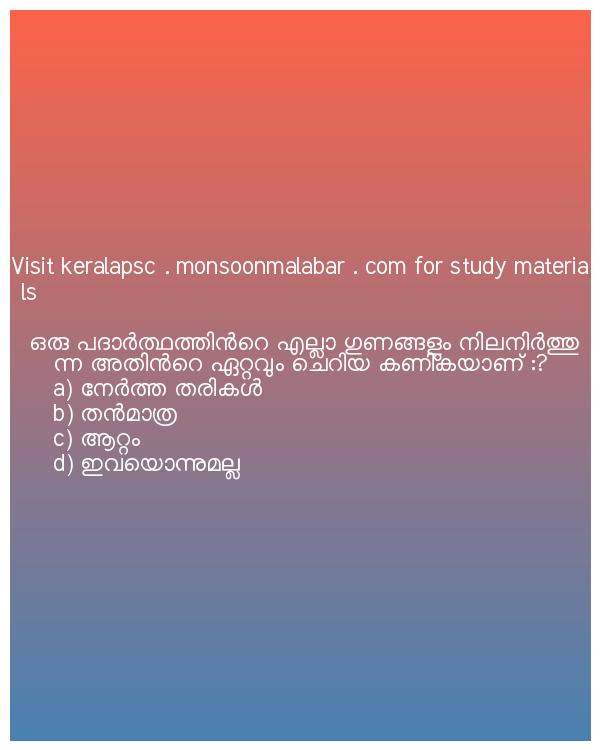 Visit keralapsc . monsoonmalabar . com for study materia
ls
ഒരു പദാർത്ഥത്തിൻറെ എല്ലാ ഗുണങ്ങളും നിലനിർത്തു
ന്ന അതിൻറെ ഏറ്റവും ചെറിയ കണികയാണ് :?
a) നേർത്ത തരികൾ
b) തൻമാത്ര
c) ആറ്റം
d) ഇവയൊന്നുമല്ല